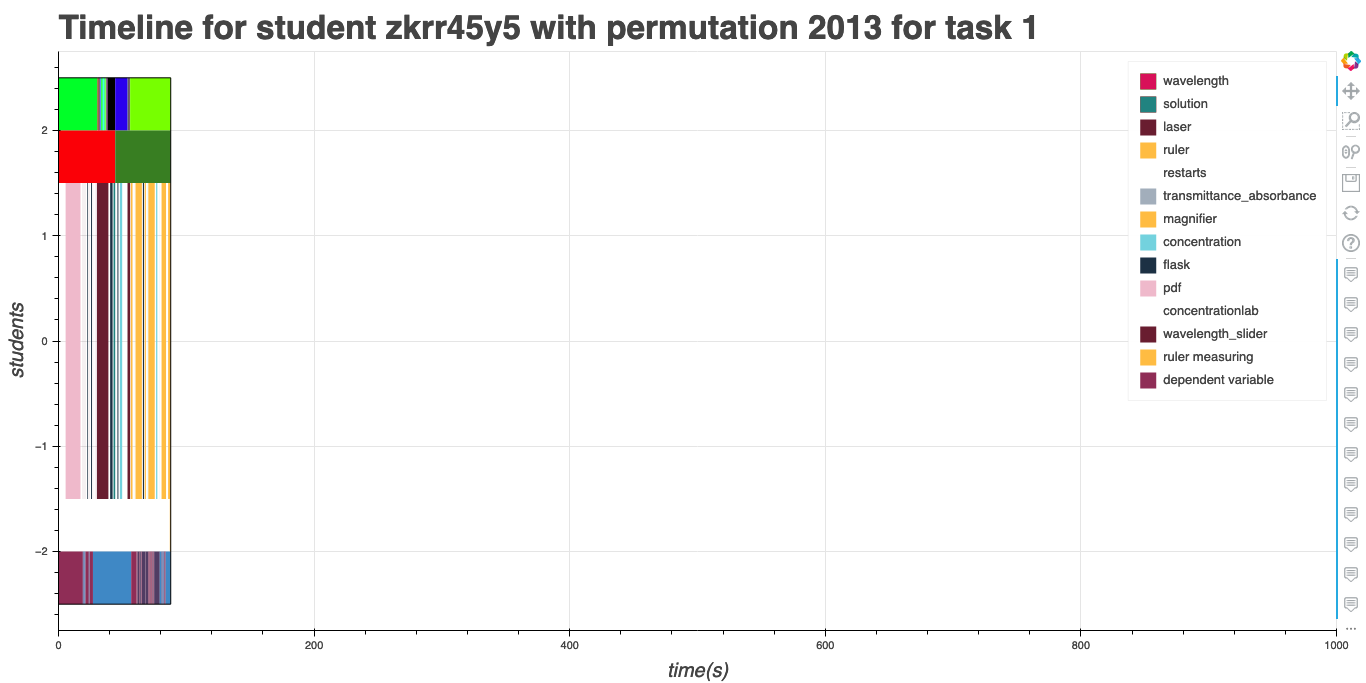 Timeline for student zkrr45y5 with permutation 2013 for task 1
wavelength
solution
laser
ruler
restarts
transmittance_absorbance
magnifier
concentration
flask
pdf
concentrationlab
wavelength_slider
ruler measuring
dependent variable
students
2
1
0
−1
−2
0 200 400 600 800 1000
time(s)